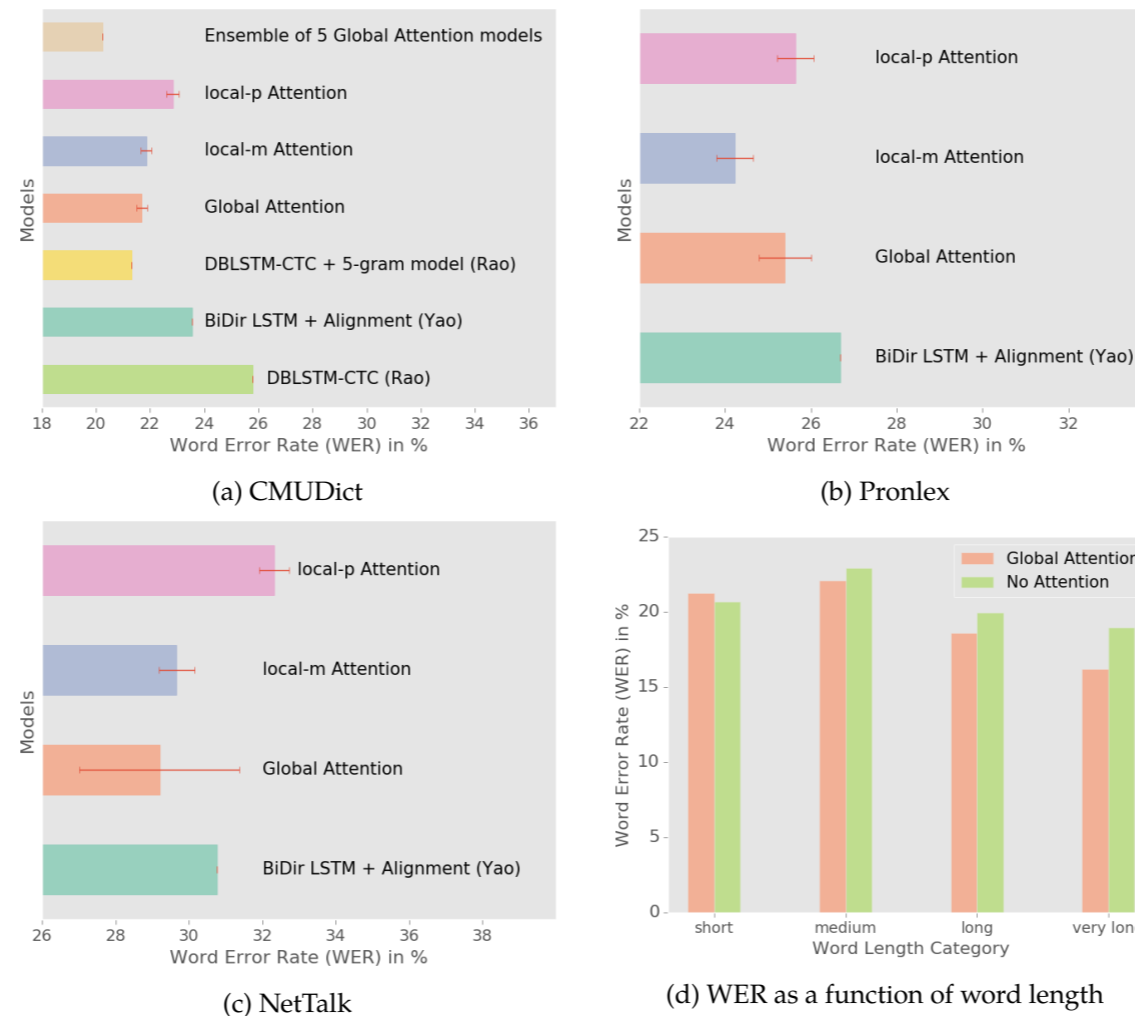 Ensemble of 5 Global Attention models
local-p Attention
local-m Attention
Global Attention
DBLSTM-CTC + 5-gram model (Rao)
BiDir LSTM + Alignment (Yao)
DBLSTM-CTC (Rao)
Models
18 20 22 24 26 28 30 32 34 36
Word Error Rate (WER) in %
(a) CMUDict
local-p Attention
local-m Attention
Global Attention
BiDir LSTM + Alignment (Yao)
Models
22 24 26 28 30 32
Word Error Rate (WER) in %
(b) Pronlex
local-p Attention
local-m Attention
Global Attention
BiDir LSTM + Alignment (Yao)
Models
26 28 30 32 34 36 38
Word Error Rate (WER) in %
(c) NetTalk
25
20
15
10
5
0
Word Error Rate (WER) in %
Global Attention
No Attention
short medium long very long
Word Length Category
(d) WER as a function of word length